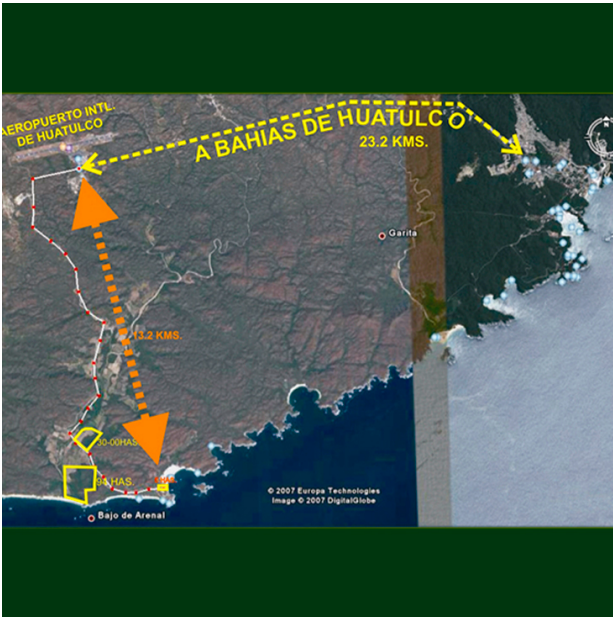 AEROPUERTO INTL.
DE HUATULCO
A BAHIAS DE HUATULCO
23.2 KMS.
Garita
13.2 KMS.
30-00HAS
94 HAS.
© 2007 Europa Technologies
Image © 2007 DigitalGlobe
Bajo de Arenal